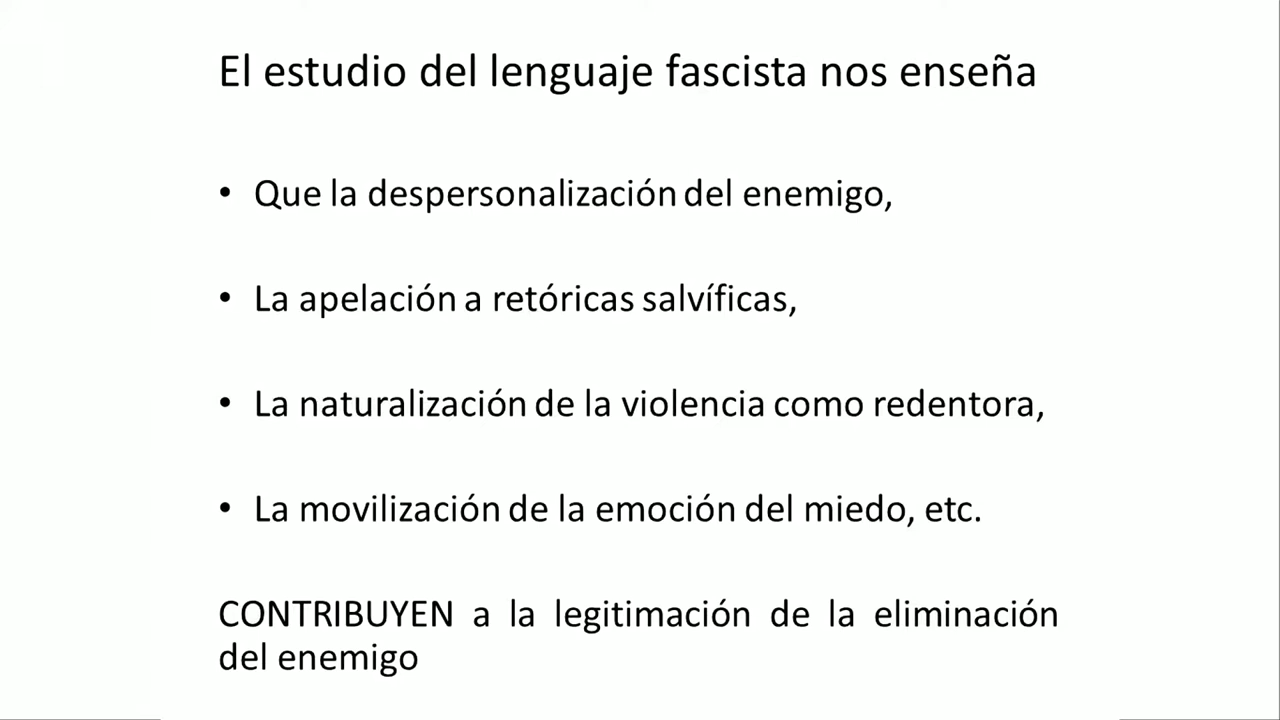 El estudio del lenguaje fascista nos enseña
• Que la despersonalización del enemigo,
• La apelación a retóricas salvíficas,
• La naturalización de la violencia como redentora,
• La movilización de la emoción del miedo, etc.
CONTRIBUYEN a la legitimación de la eliminación
del enemigo